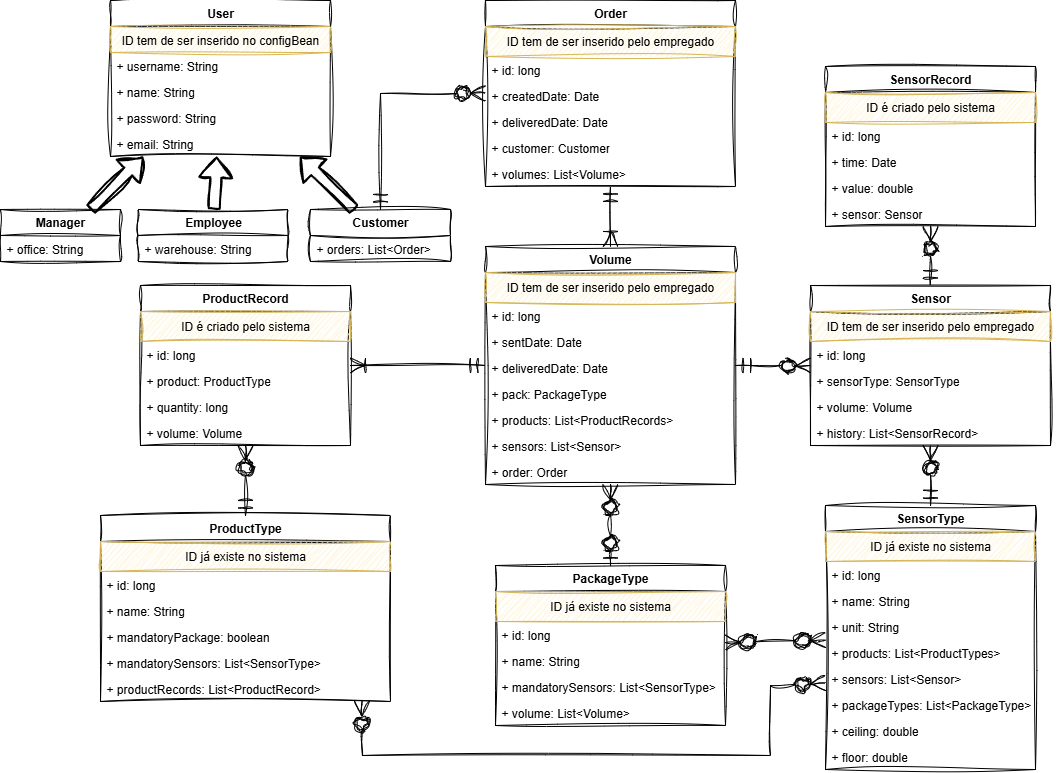 User
ID tem de ser inserido no configBean
+ username: String
+ name: String
+ password: String
+ email: String
Manager
+ office: String
Employee
+ warehouse: String
Customer
+ orders: List<Order>
Order
ID tem de ser inserido pelo empregado
+ id: long
+ createdDate: Date
+ deliveredDate: Date
+ customer: Customer
+ volumes: List<Volume>
SensorRecord
ID é criado pelo sistema
+ id: long
+ time: Date
+ value: double
+ sensor: Sensor
ProductRecord
ID é criado pelo sistema
+ id: long
+ product: ProductType
+ quantity: long
+ volume: Volume
Volume
ID tem de ser inserido pelo empregado
+ id: long
+ sentDate: Date
+ deliveredDate: Date
+ pack: PackageType
+ products: List<ProductRecords>
+ sensors: List<Sensor>
+ order: Order
Sensor
ID tem de ser inserido pelo empregado
+ id: long
+ sensorType: SensorType
+ volume: Volume
+ history: List<SensorRecord>
ProductType
ID já existe no sistema
+ id: long
+ name: String
+ mandatoryPackage: boolean
+ mandatorySensors: List<SensorType>
+ productRecords: List<ProductRecord>
PackageType
ID já existe no sistema
+ id: long
+ name: String
+ mandatorySensors: List<SensorType>
+ volume: List<Volume>
SensorType
ID já existe no sistema
+ id: long
+ name: String
+ unit: String
+ products: List<ProductTypes>
+ sensors: List<Sensor>
+ packageTypes: List<PackageType>
+ ceiling: double
+ floor: double